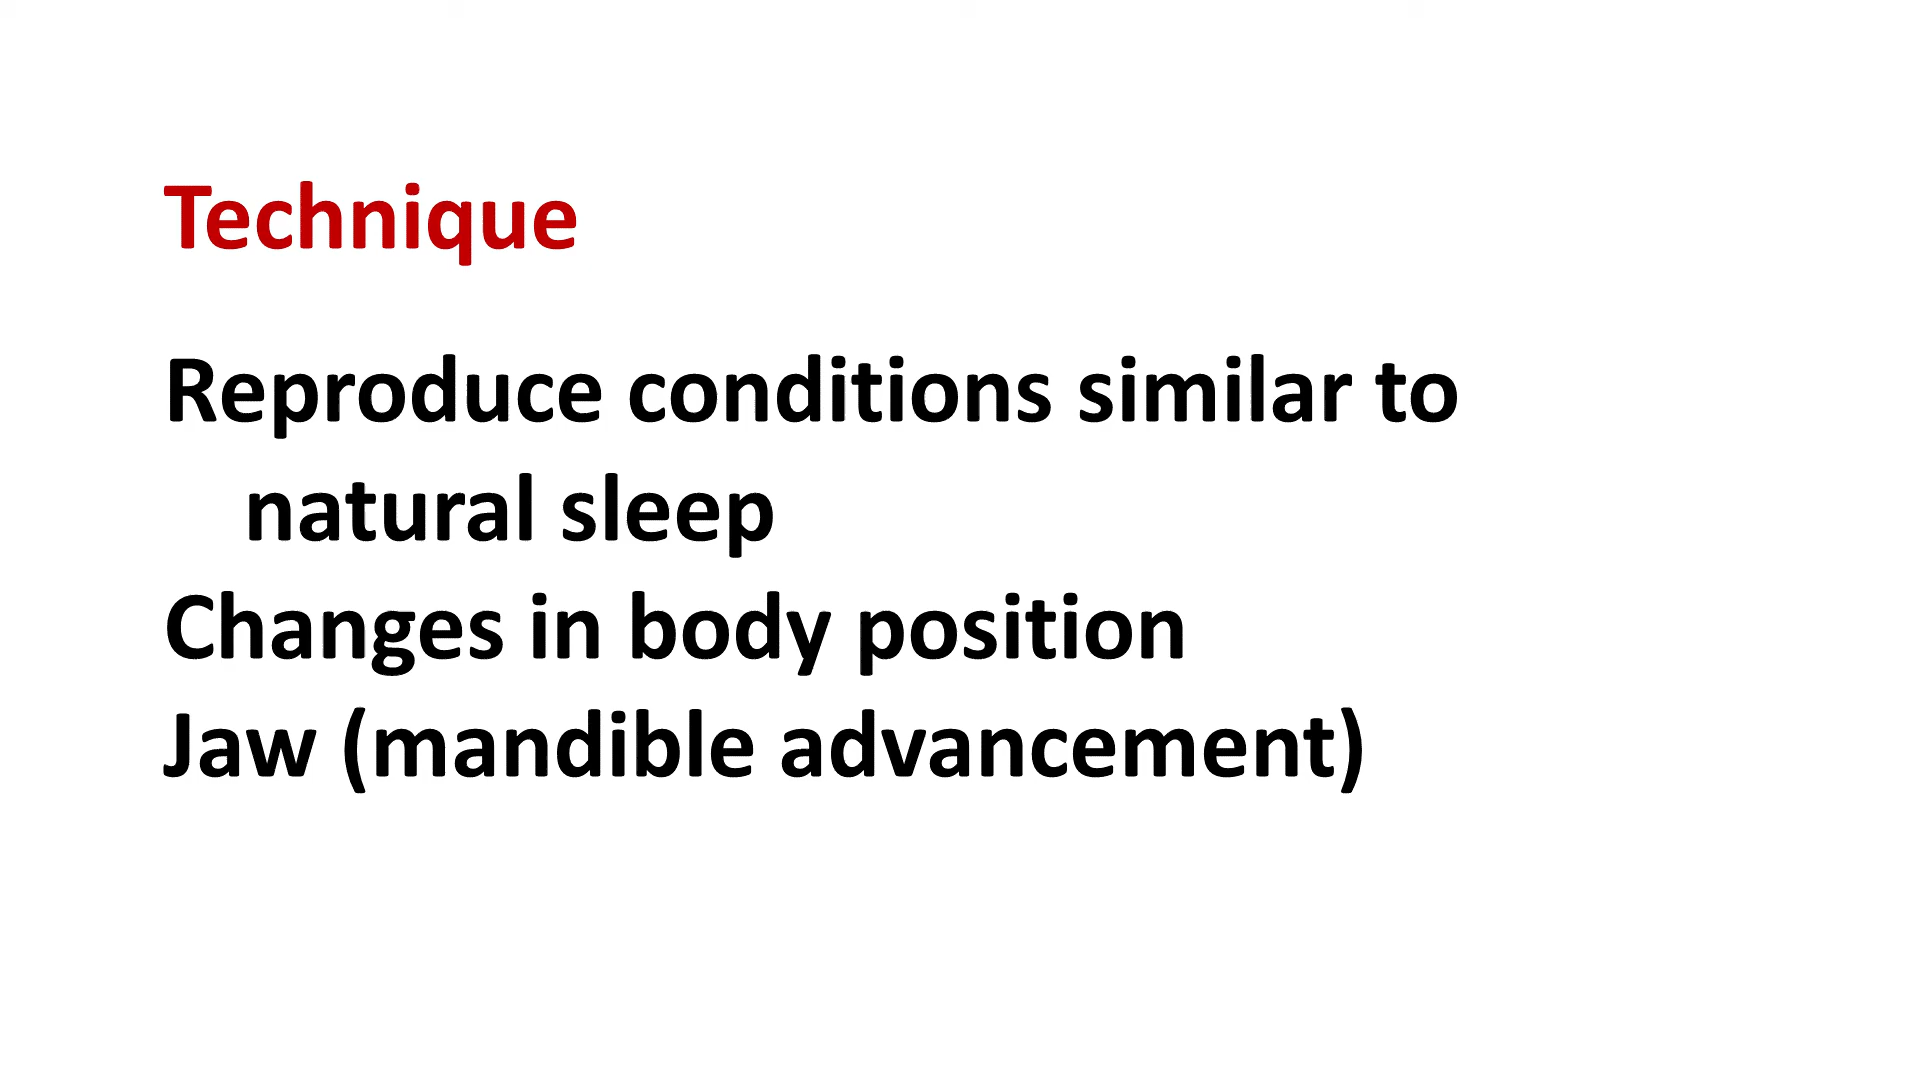 Technique
Reproduce conditions similar to
natural sleep
Changes in body position
Jaw (mandible advancement)